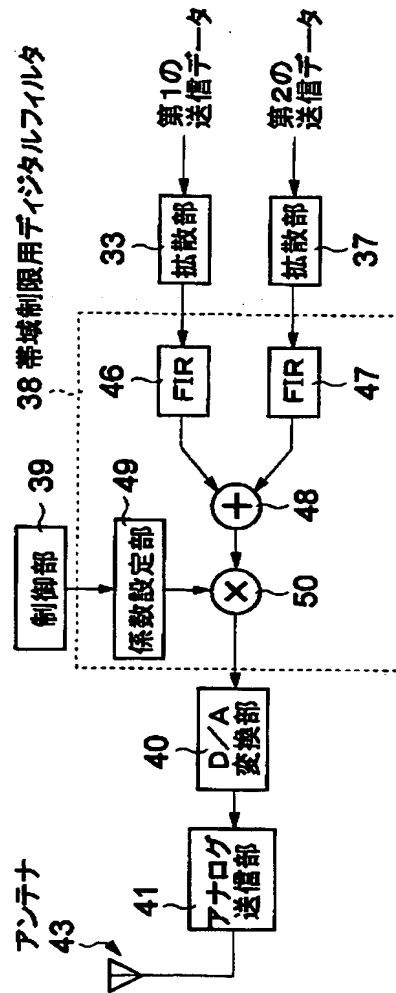 アンテナ
43
41
アナログ
送信部
40
D/A
変換部
制御部
39
係数設定部
49
×
50
+
48
38 帯域制限用ディジタルフィルタ
46
FIR
FIR
47
33
拡散部
拡散部
37
第1の
送信データ
第2の
送信データ